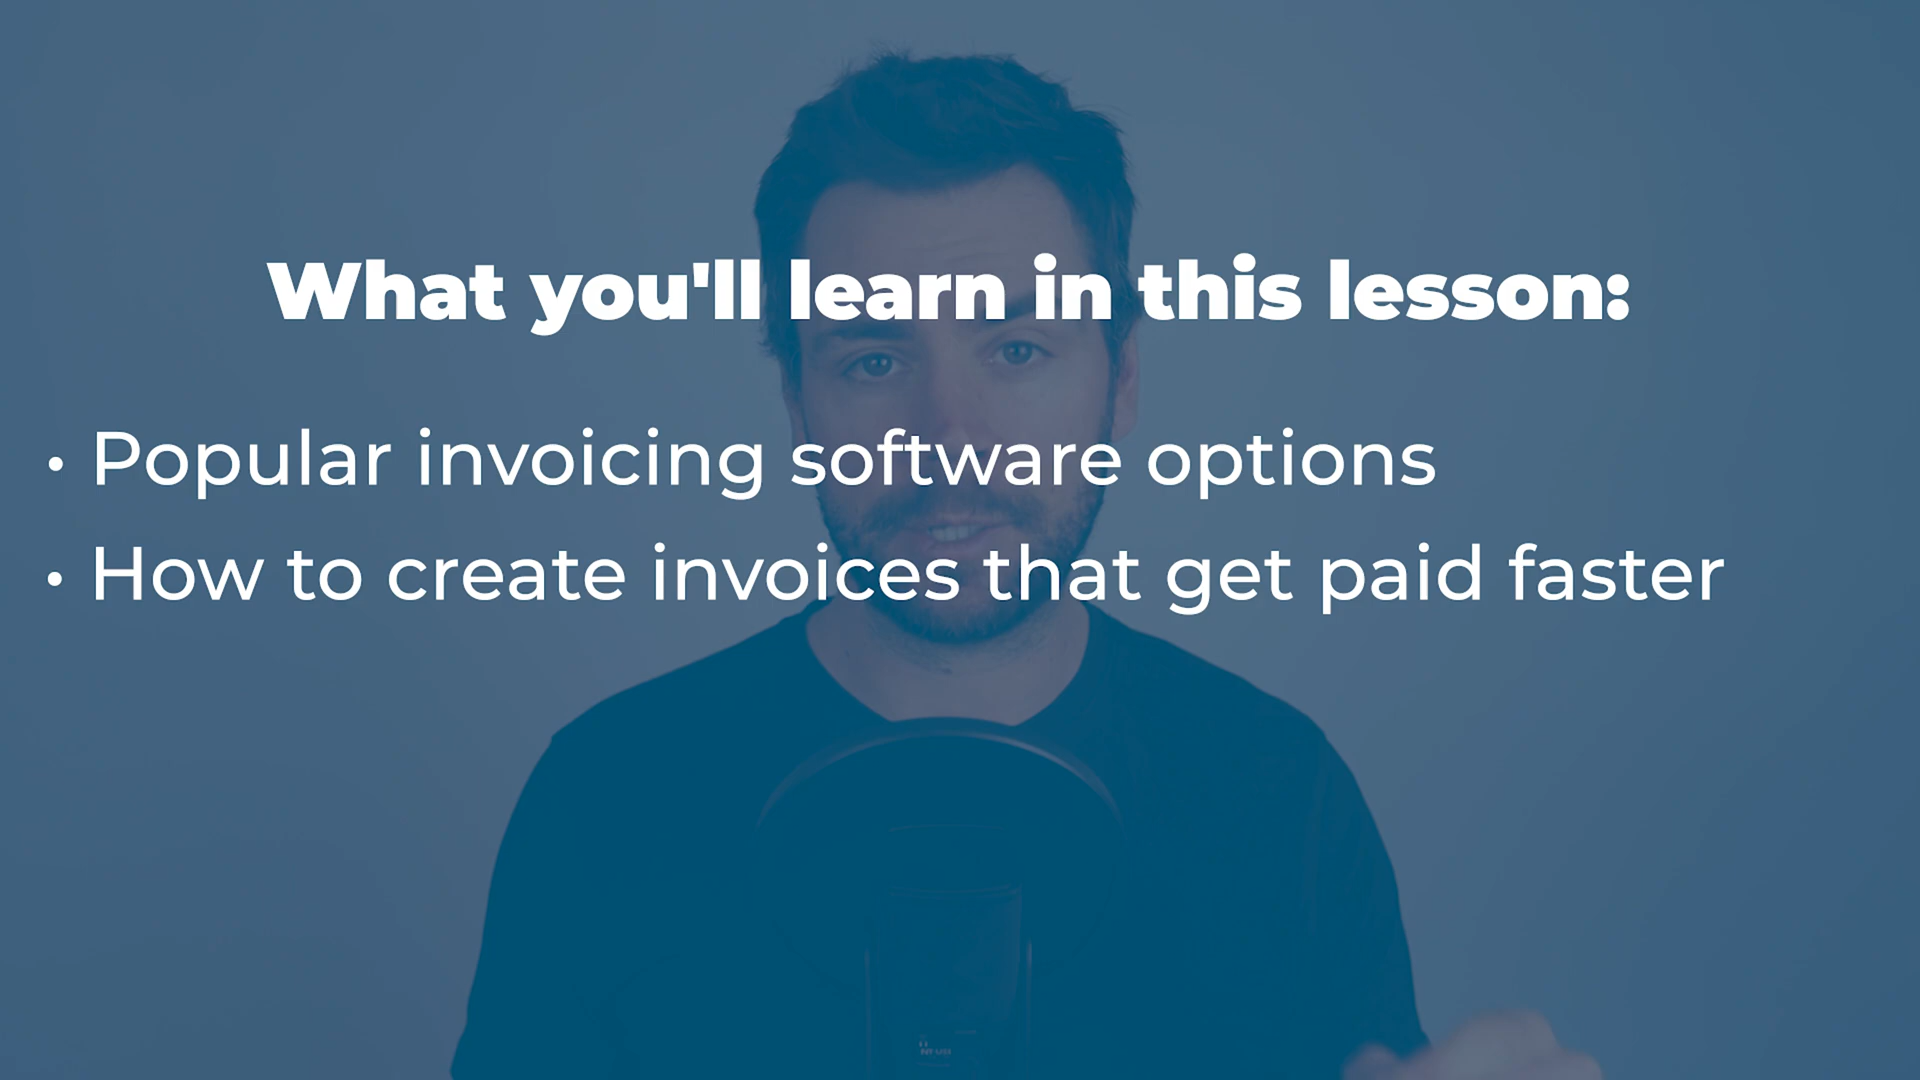 What you'll learn in this lesson:
• Popular invoicing software options
• How to create invoices that get paid faster